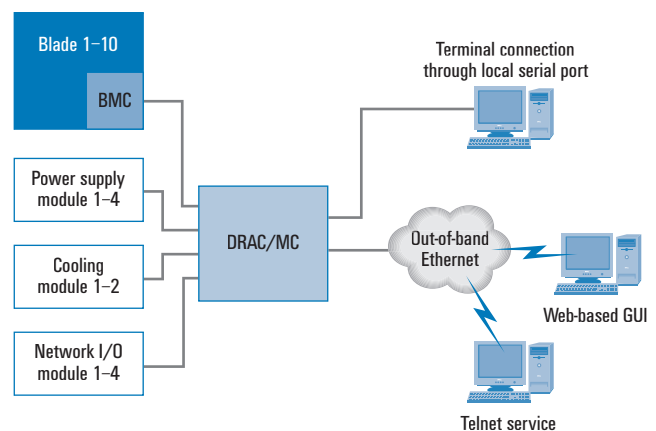 Blade 1–10
BMC
Power supply
module 1–4
Cooling
module 1–2
Network I/O
module 1–4
DRAC/MC
Terminal connection
through local serial port
Out-of-band
Ethernet
Web-based GUI
Telnet service